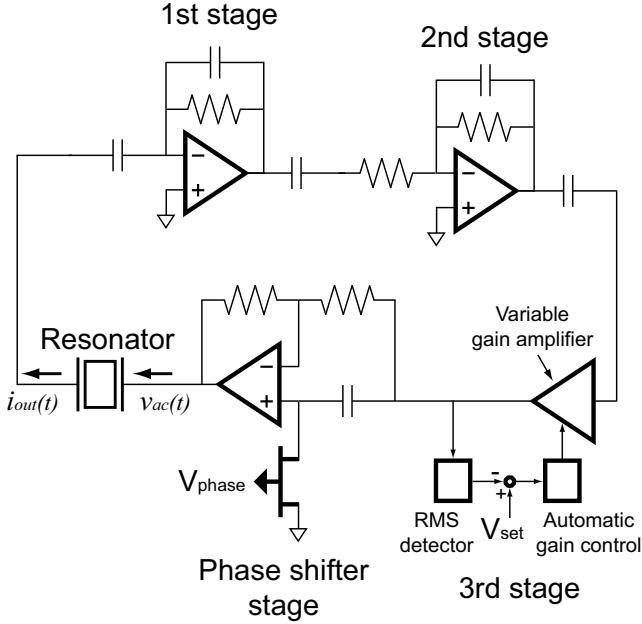 1st stage
2nd stage
−
+
−
+
Variable
gain amplifier
Resonator
iout(t)
vac(t)
−
+
Vphase
-
+
RMS
detector
Vset
Automatic
gain control
Phase shifter
stage
3rd stage